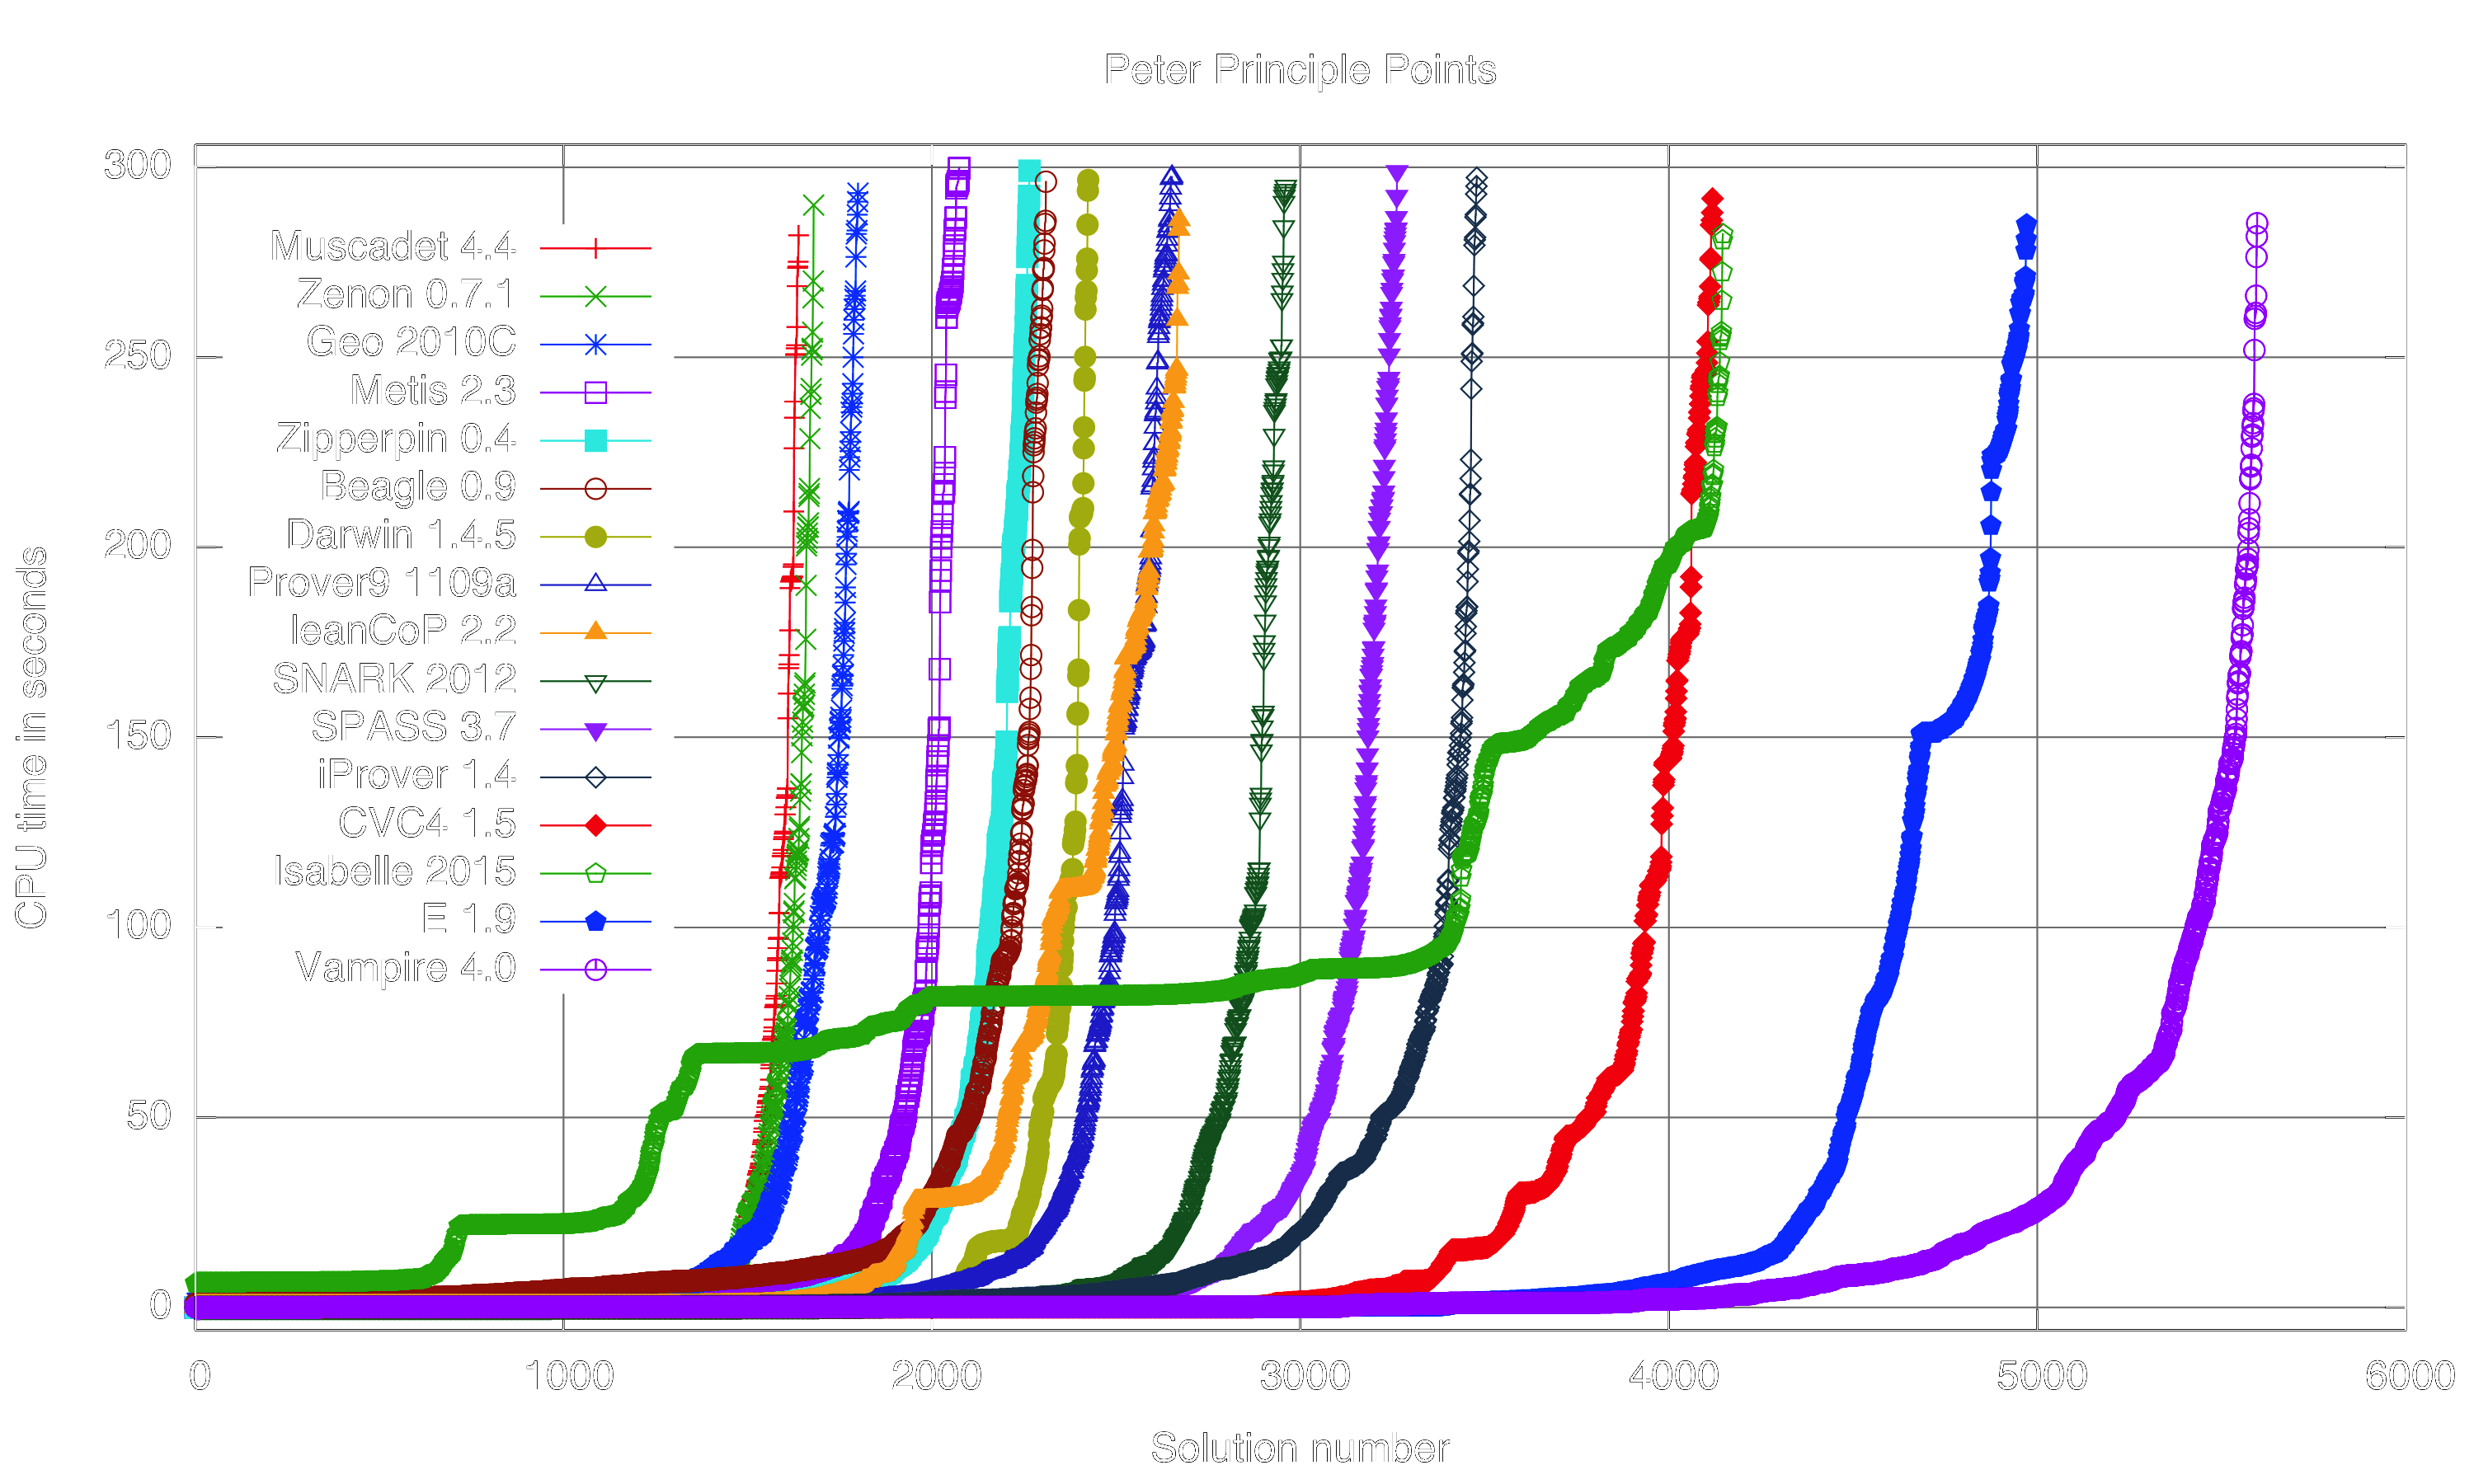 Peter Principle Points
300
250
200
150
100
50
0
CPU time in seconds
Muscadet 4.4
Zenon 0.7.1
Geo 2010C
Metis 2.3
Zipperpin 0.4
Beagle 0.9
Darwin 1.4.5
Prover9 1109a
leanCoP 2.2
SNARK 2012
SPASS 3.7
iProver 1.4
CVC4 1.5
Isabelle 2015
E 1.9
Vampire 4.0
0 1000 2000 3000 4000 5000 6000
Solution number